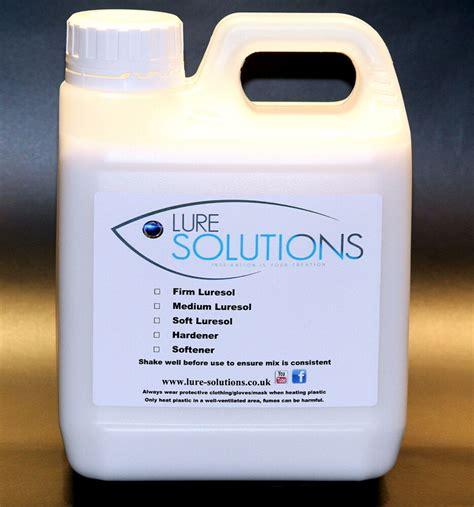 LURE
SOLUTIONS
INSPIRATION IS YOUR CREATION
☐ Firm Luresol
☐ Medium Luresol
☐ Soft Luresol
☐ Hardener
☐ Softener
Shake well before use to ensure mix is consistent
www.lure-solutions.co.uk You Tube f
Always wear protective clothing/gloves/mask when heating plastic
Only heat plastic in a well-ventilated area, fumes can be harmful.